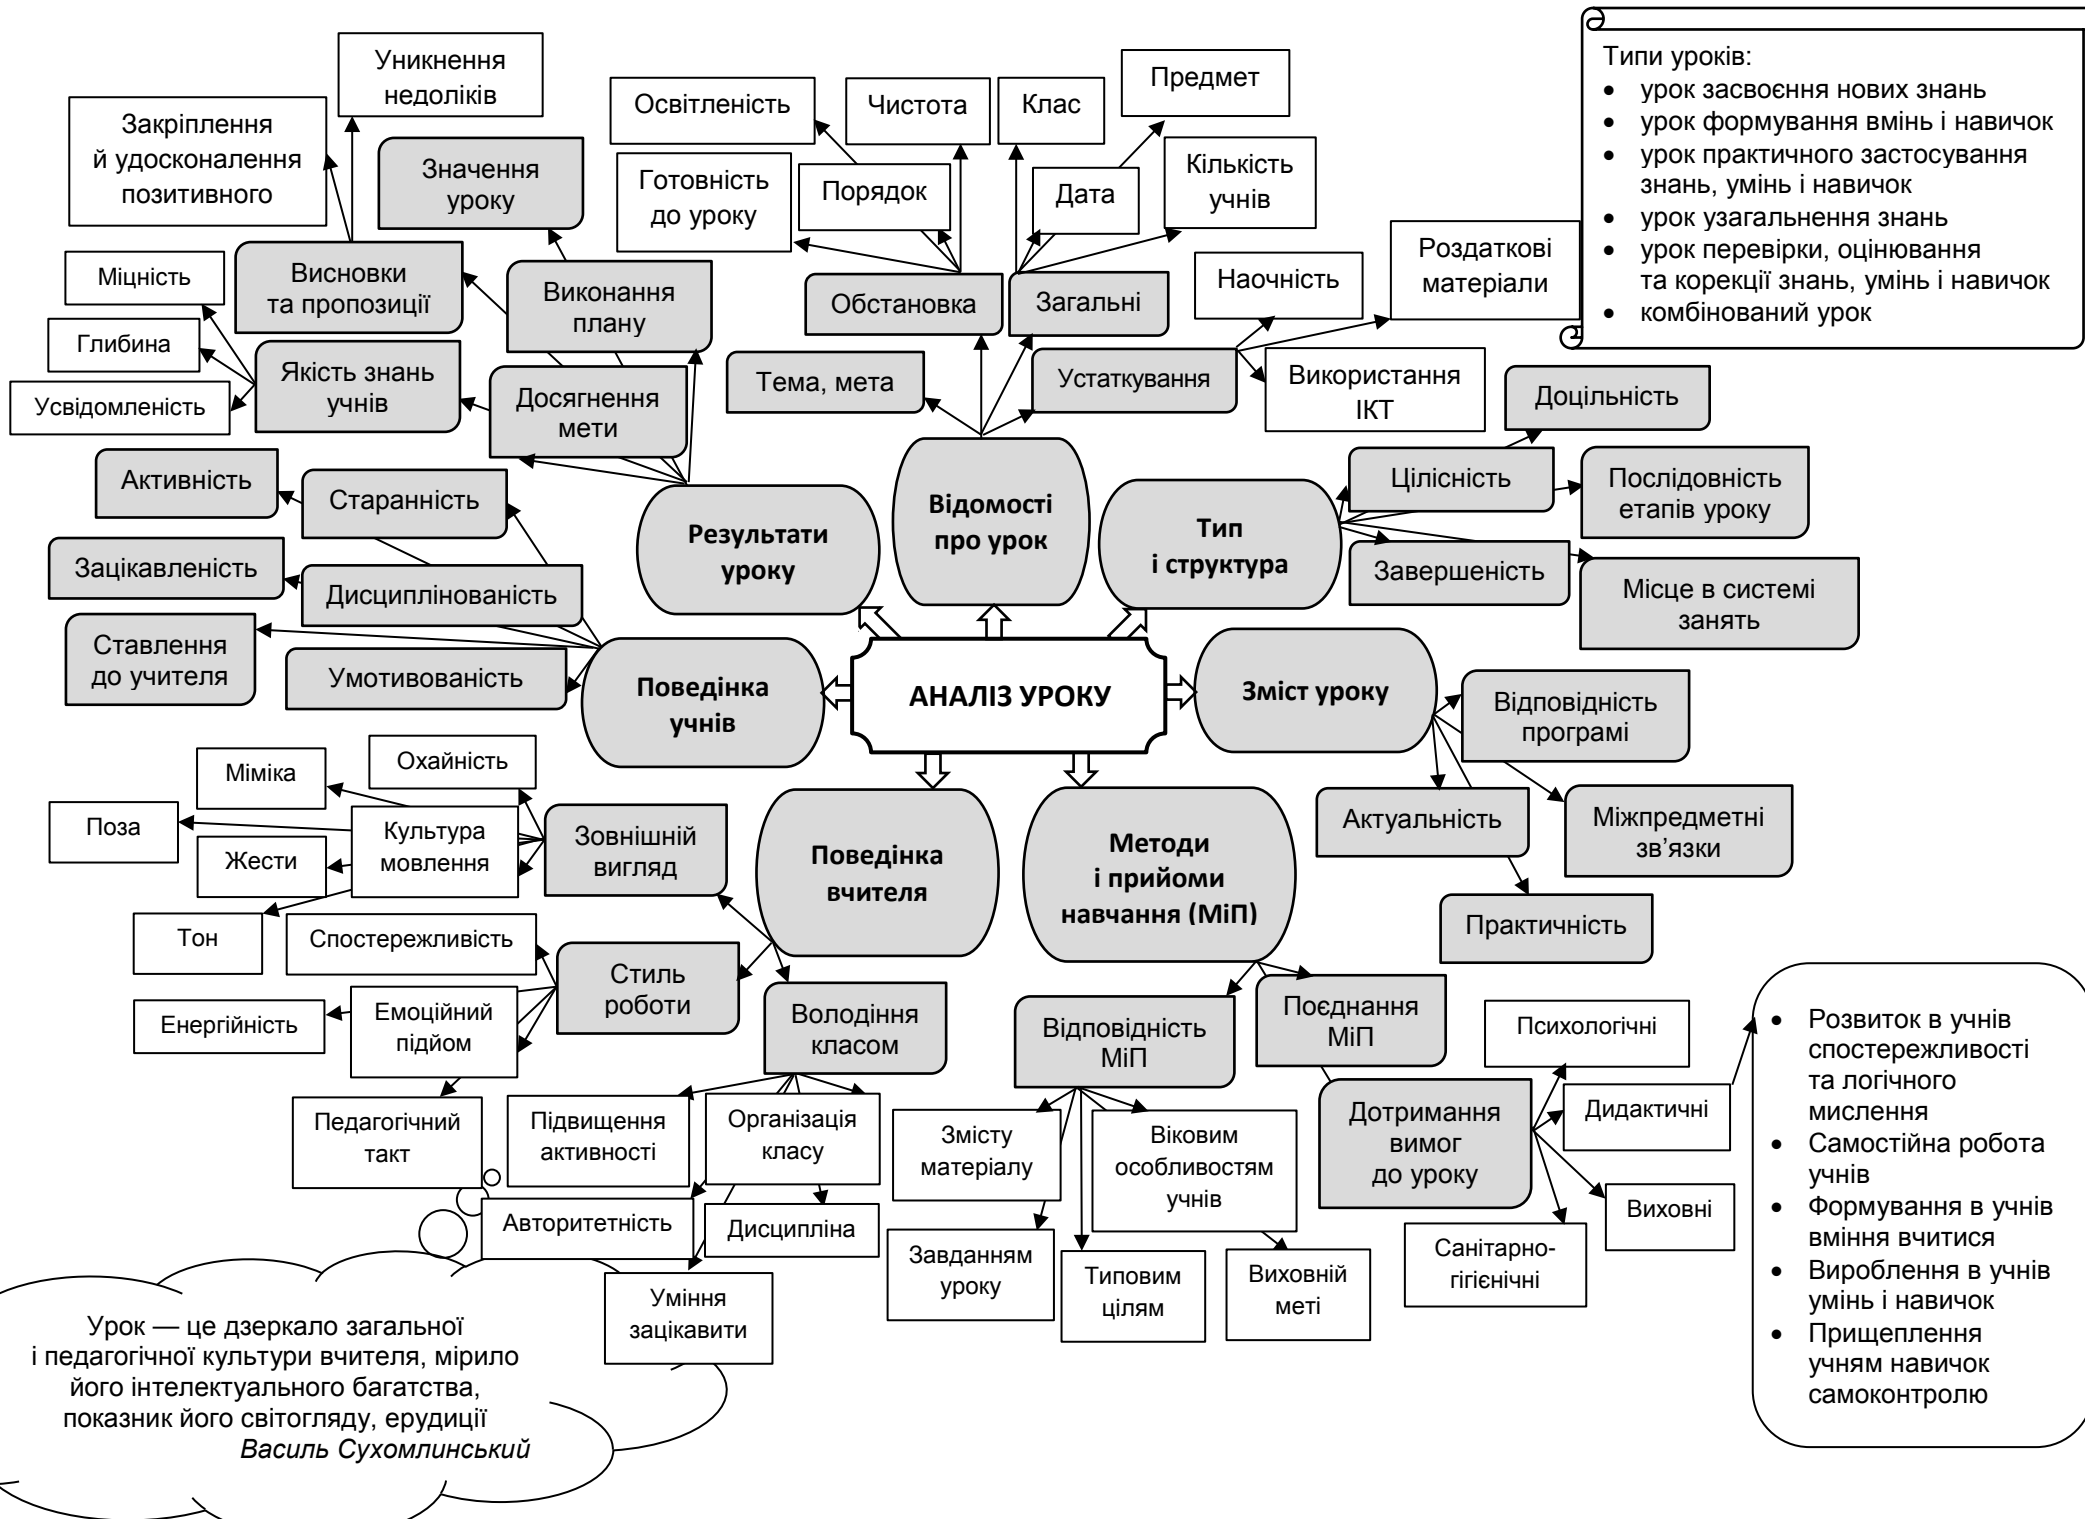 Уникнення
недоліків
Закріплення
й удосконалення
позитивного
Значення
уроку
Освітленість
Чистота
Клас
Предмет
Готовність
до уроку
Порядок
Дата
Кількість
учнів
Типи уроків:
• урок засвоєння нових знань
• урок формування вмінь і навичок
• урок практичного застосування
знань, умінь і навичок
• урок узагальнення знань
• урок перевірки, оцінювання
та корекції знань, умінь і навичок
• комбінований урок
Міцність
Глибина
Усвідомленість
Висновки
та пропозиції
Виконання
плану
Якість знань
учнів
Досягнення
мети
Обстановка
Загальні
Наочність
Роздаткові
матеріали
Тема, мета
Устаткування
Використання
ІКТ
Доцільність
Активність
Старанність
Зацікавленість
Дисциплінованість
Ставлення
до учителя
Умотивованість
Результати
уроку
Відомості
про урок
Тип
і структура
Цілісність
Послідовність
етапів уроку
Завершеність
Місце в системі
занять
Поведінка
учнів
АНАЛІЗ УРОКУ
Зміст уроку
Відповідність
програмі
Актуальність
Міжпредметні
зв’язки
Практичність
Охайність
Міміка
Поза
Культура
мовлення
Жести
Тон
Зовнішній
вигляд
Поведінка
вчителя
Методи
і прийоми
навчання (МіП)
Спостережливість
Стиль
роботи
Енергійність
Емоційний
підйом
Педагогічний
такт
Володіння
класом
Підвищення
активності
Організація
класу
Авторитетність
Дисципліна
Уміння
зацікавити
Відповідність
МіП
Поєднання
МіП
Змісту
матеріалу
Віковим
особливостям
учнів
Завданням
уроку
Типовим
цілям
Виховній
меті
Дотримання
вимог
до уроку
Психологічні
Дидактичні
Виховні
Санітарно-
гігієнічні
• Розвиток в учнів
спостережливості
та логічного
мислення
• Самостійна робота
учнів
• Формування в учнів
вміння вчитися
• Вироблення в учнів
умінь і навичок
• Прищеплення
учням навичок
самоконтролю
Урок — це дзеркало загальної
і педагогічної культури вчителя, мірило
його інтелектуального багатства,
показник його світогляду, ерудиції
Василь Сухомлинський